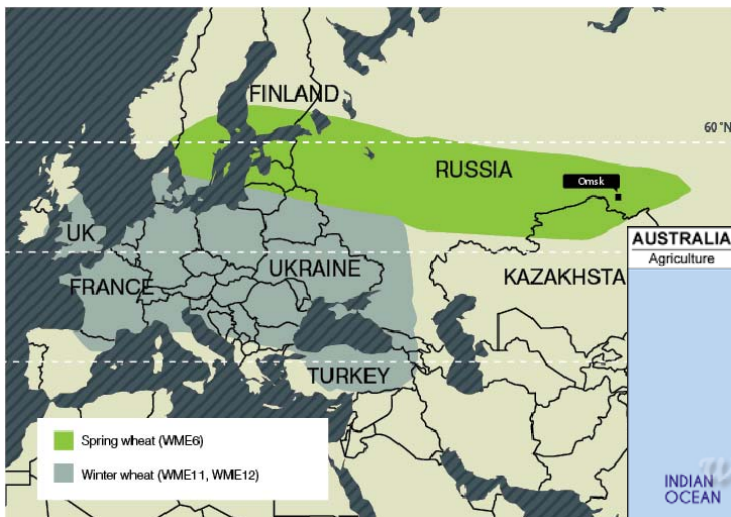 FINLAND
60 °N
RUSSIA
Omsk
UK
AUSTRALIA
Agriculture
UKRAINE
KAZAKHSTA
FRANCE
TURKEY
Spring wheat (WME6)
Winter wheat (WME11, WME12)
INDIAN
OCEAN